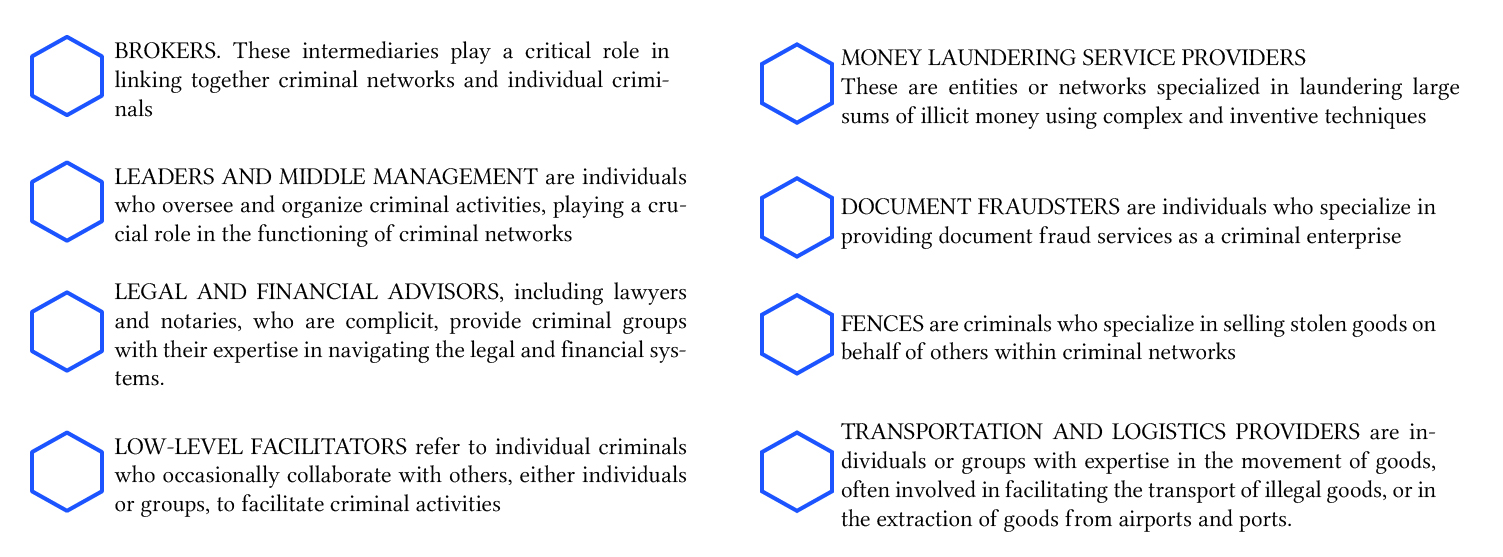 BROKERS. These intermediaries play a critical role in
linking together criminal networks and individual crimi-
nals
LEADERS AND MIDDLE MANAGEMENT are individuals
who oversee and organize criminal activities, playing a cru-
cial role in the functioning of criminal networks
LEGAL AND FINANCIAL ADVISORS, including lawyers
and notaries, who are complicit, provide criminal groups
with their expertise in navigating the legal and financial sys-
tems.
LOW-LEVEL FACILITATORS refer to individual criminals
who occasionally collaborate with others, either individuals
or groups, to facilitate criminal activities
MONEY LAUNDERING SERVICE PROVIDERS
These are entities or networks specialized in laundering large
sums of illicit money using complex and inventive techniques
DOCUMENT FRAUDSTERS are individuals who specialize in
providing document fraud services as a criminal enterprise
FENCES are criminals who specialize in selling stolen goods on
behalf of others within criminal networks
TRANSPORTATION AND LOGISTICS PROVIDERS are in-
dividuals or groups with expertise in the movement of goods,
often involved in facilitating the transport of illegal goods, or in
the extraction of goods from airports and ports.